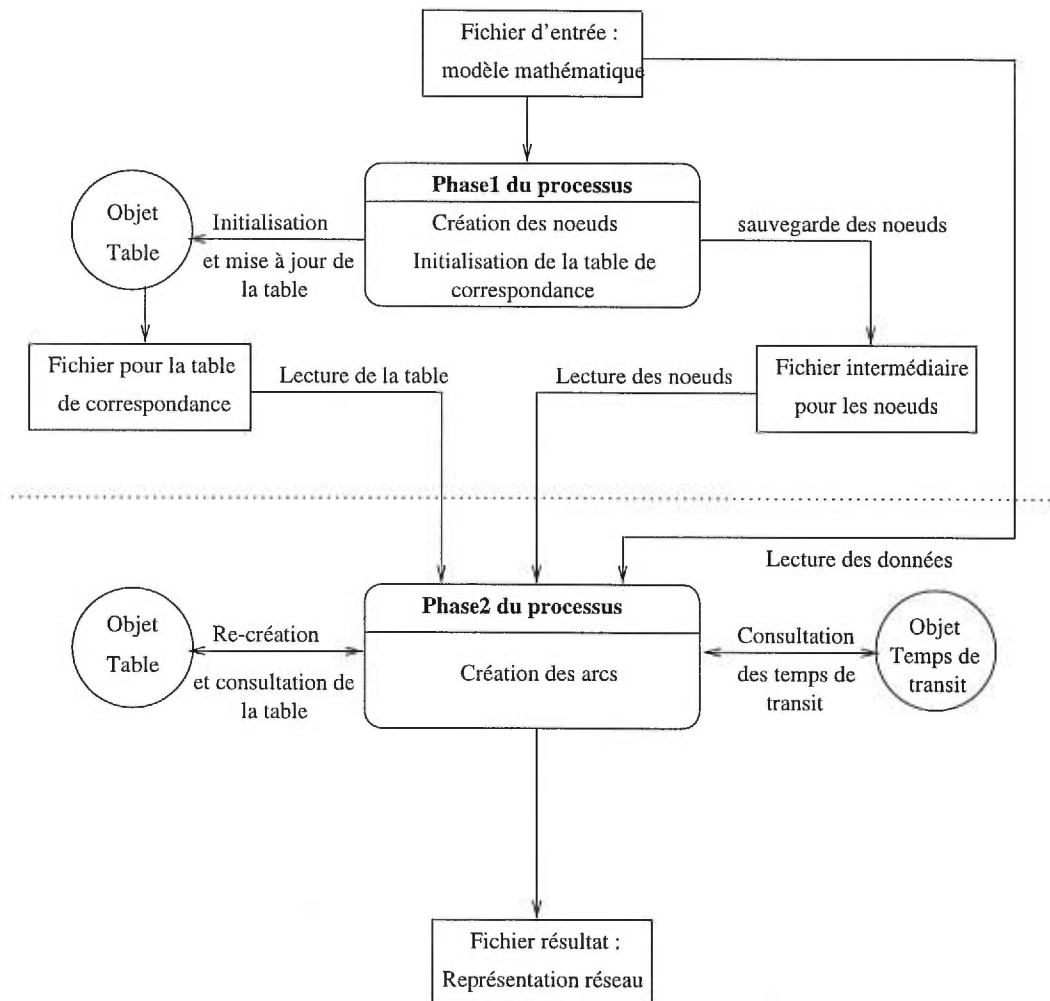 Fichier d'entrée :
modèle mathématique
Phase1 du processus
Création des noeuds
Initialisation de la table de
correspondance
Objet
Table
Initialisation
et mise à jour de
la table
sauvegarde des noeuds
Fichier pour la table
de correspondance
Lecture de la table
Lecture des noeuds
Fichier intermédiaire
pour les noeuds
Lecture des données
Phase2 du processus
Création des arcs
Objet
Table
Re-création
et consultation de
la table
Consultation
des temps de
transit
Objet
Temps de
transit
Fichier résultat :
Représentation réseau